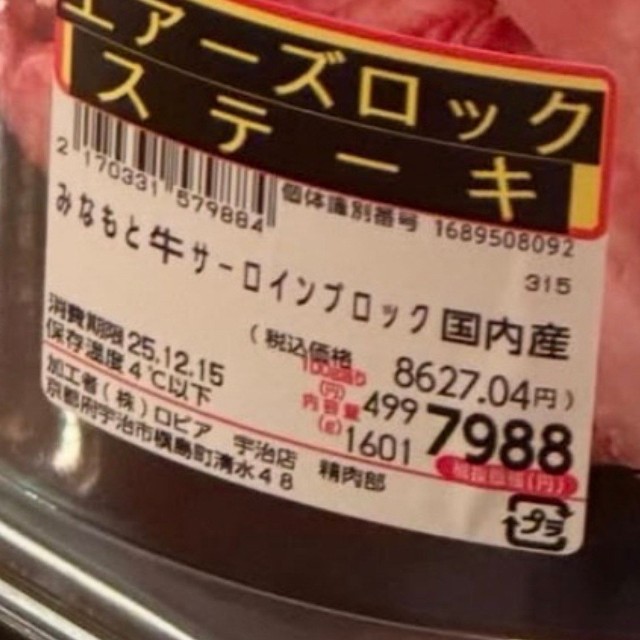 エアーズロック
ステーキ
2 170331 579884
個体識別番号 1689508092
315
みなもと牛サーロインブロック国内産
消費期限25.12.15
保存温度4℃以下
(税込価格 8627.04円)
100g当り(円) 499
内容量(g) 1601
7988
加工者(株)ロピア 宇治店 精肉部
京都府宇治市槇島町清水48
プラ